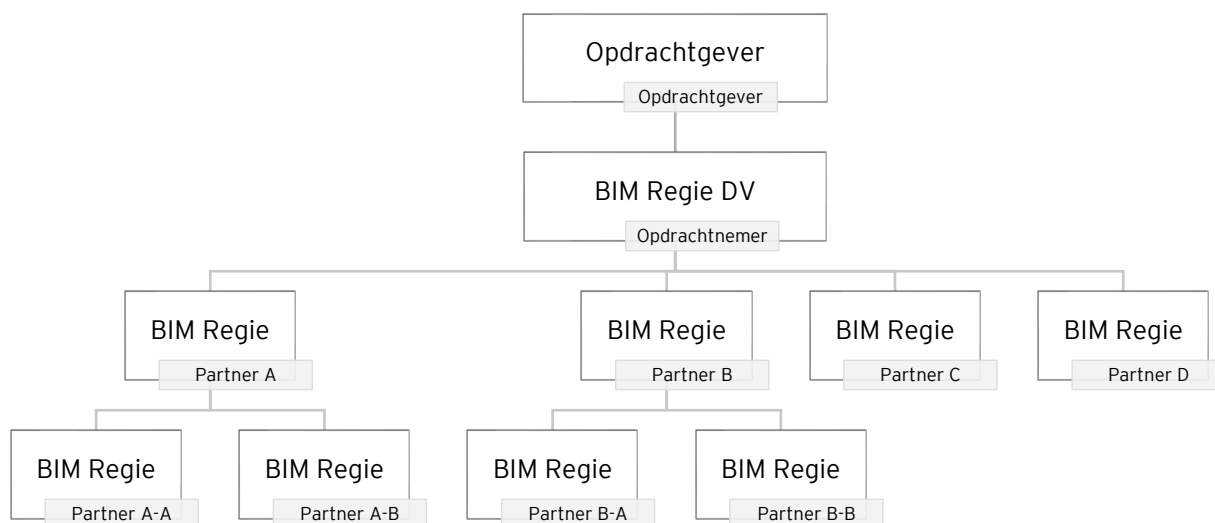 Opdrachtgever
Opdrachtgever
BIM Regie DV
Opdrachtnemer
BIM Regie
Partner A
BIM Regie
Partner B
BIM Regie
Partner C
BIM Regie
Partner D
BIM Regie
Partner A-A
BIM Regie
Partner A-B
BIM Regie
Partner B-A
BIM Regie
Partner B-B